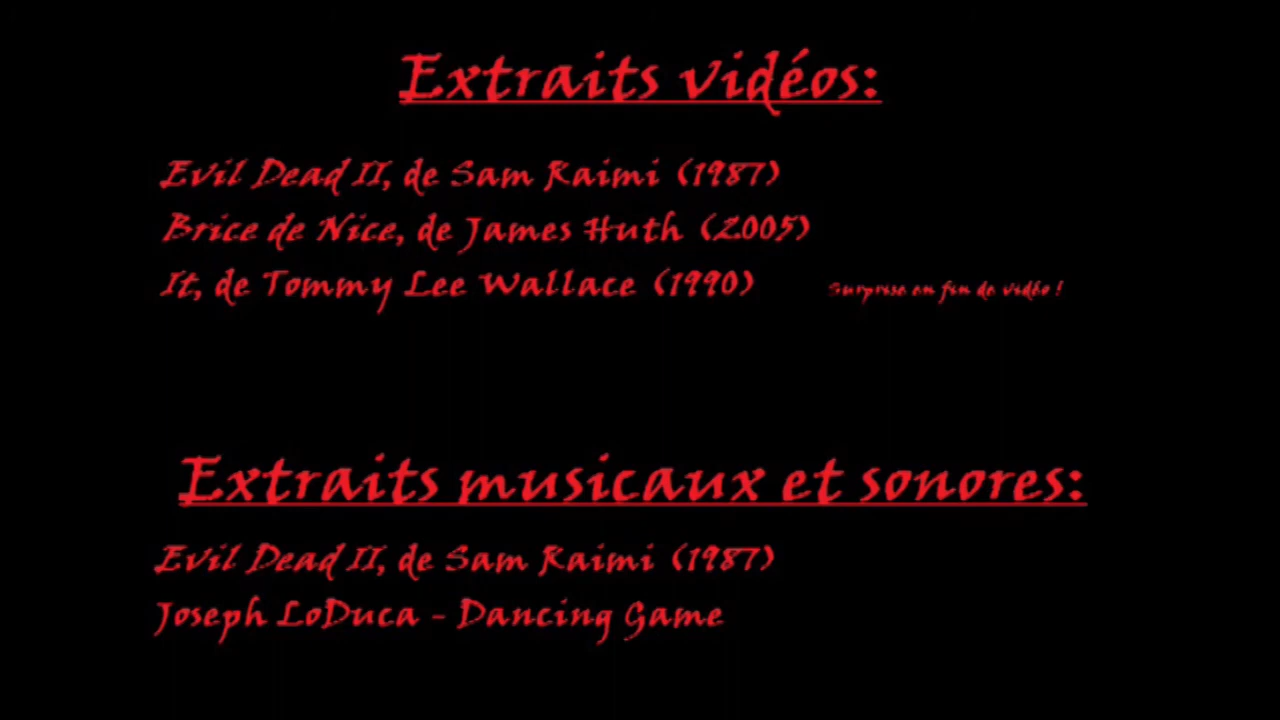 Extraits vidéos:
Evil Dead II, de Sam Raimi (1987)
Brice de Nice, de James Huth (2005)
It, de Tommy Lee Wallace (1990) Surprise en fin de vidéo !
Extraits musicaux et sonores:
Evil Dead II, de Sam Raimi (1987)
Joseph LoDuca - Dancing Game